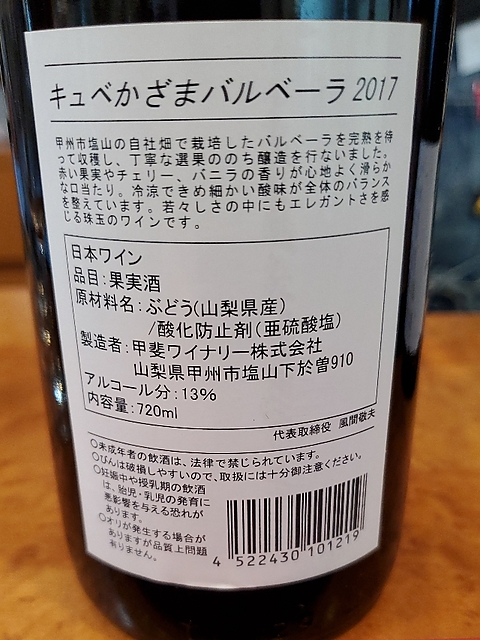 キュベかざまバルベーラ 2017
甲州市塩山の自社畑で栽培したバルベーラを完熟を待
って収穫し、丁寧な選果ののち醸造を行ないました。
赤い果実やチェリー、バニラの香りが心地よく滑らか
な口当たり。冷涼できめ細かい酸味が全体のバランス
を整えています。若々しさの中にもエレガントさを感
じる珠玉のワインです。
日本ワイン
品目:果実酒
原材料名:ぶどう(山梨県産)
/酸化防止剤(亜硫酸塩)
製造者:甲斐ワイナリー株式会社
山梨県甲州市塩山下於曽910
アルコール分:13%
内容量:720ml
代表取締役 風間敬夫
○未成年者の飲酒は、法律で禁じられています。
○びんは破損しやすいので、取扱には十分御注意ください。
○妊娠中や授乳期の飲酒
は、胎児・乳児の発育に
悪影響を与える恐れが
あります。
○オリが発生する場合が
ありますが品質上問題
有りません。
4 522430 101219